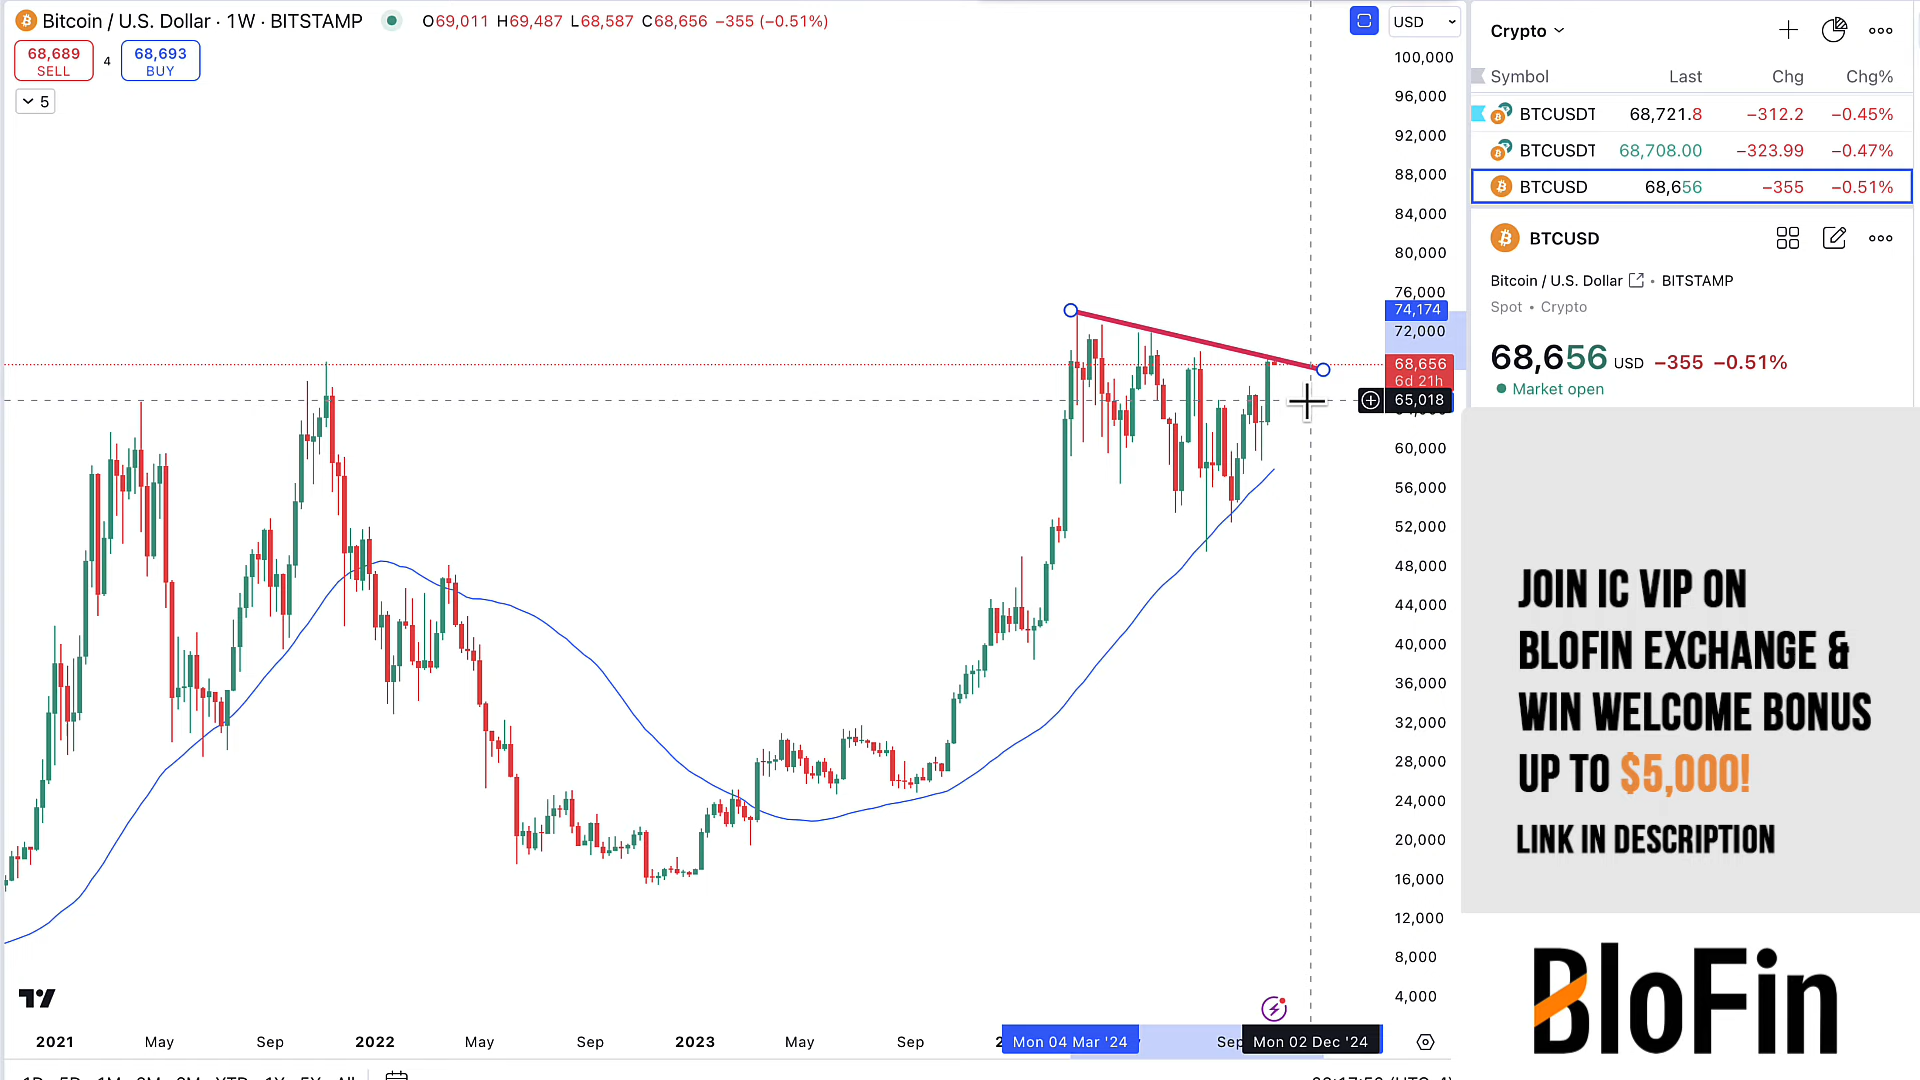 Bitcoin / U.S. Dollar · 1W · BITSTAMP
O69,011 H69,487 L68,587 C68,656 −355 (−0.51%)
68,689
SELL
4
68,693
BUY
5
USD
100,000
96,000
92,000
88,000
84,000
80,000
76,000
74,174
72,000
68,656
6d 21h
65,018
60,000
56,000
52,000
48,000
44,000
40,000
36,000
32,000
28,000
24,000
20,000
16,000
12,000
8,000
4,000
2021 May Sep 2022 May Sep 2023 May Sep Mon 04 Mar '24 Sep Mon 02 Dec '24
Crypto
Symbol Last Chg Chg%
BTCUSDT 68,721.8 −312.2 −0.45%
BTCUSDT 68,708.00 −323.99 −0.47%
BTCUSD 68,656 −355 −0.51%
BTCUSD
Bitcoin / U.S. Dollar • BITSTAMP
Spot • Crypto
68,656 USD −355 −0.51%
Market open
JOIN IC VIP ON
BLOFIN EXCHANGE &
WIN WELCOME BONUS
UP TO $5,000!
LINK IN DESCRIPTION
BloFin